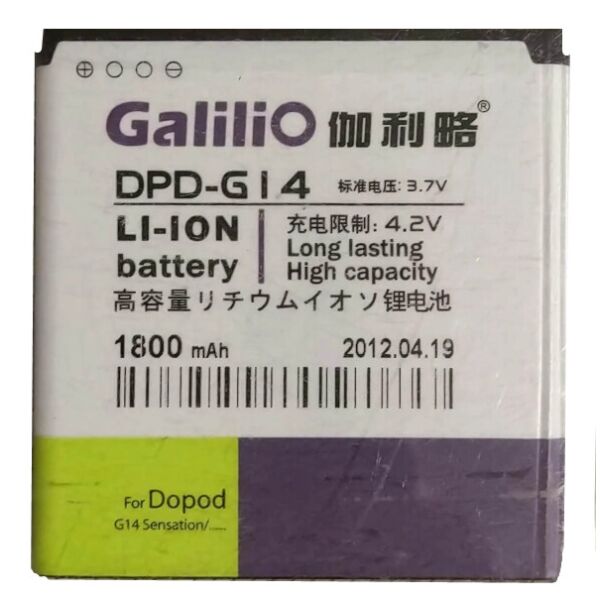 GaliliO 伽利略®
DPD-G14 标准电压: 3.7V
LI-ION battery
充电限制: 4.2V
Long lasting
High capacity
高容量リチウムイオソ锂电池
1800 mAh 2012.04.19
For Dopod
G14 Sensation/......